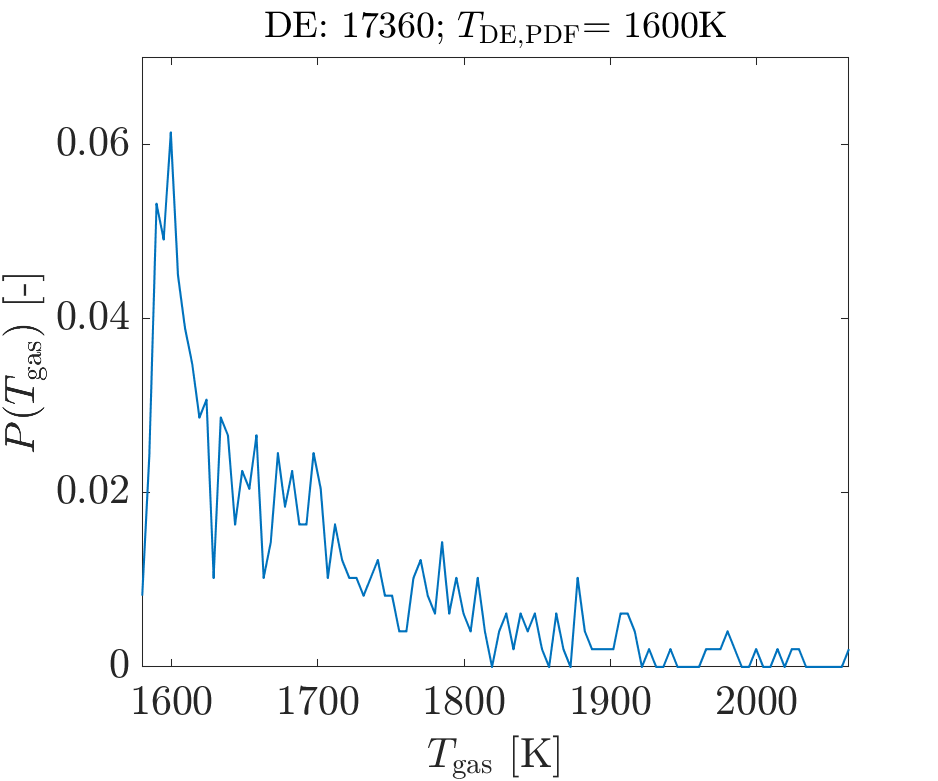 DE: 17360; T_DE,PDF= 1600K
0.06
0.04
0.02
0
P(T_gas) [-]
1600 1700 1800 1900 2000
T_gas [K]